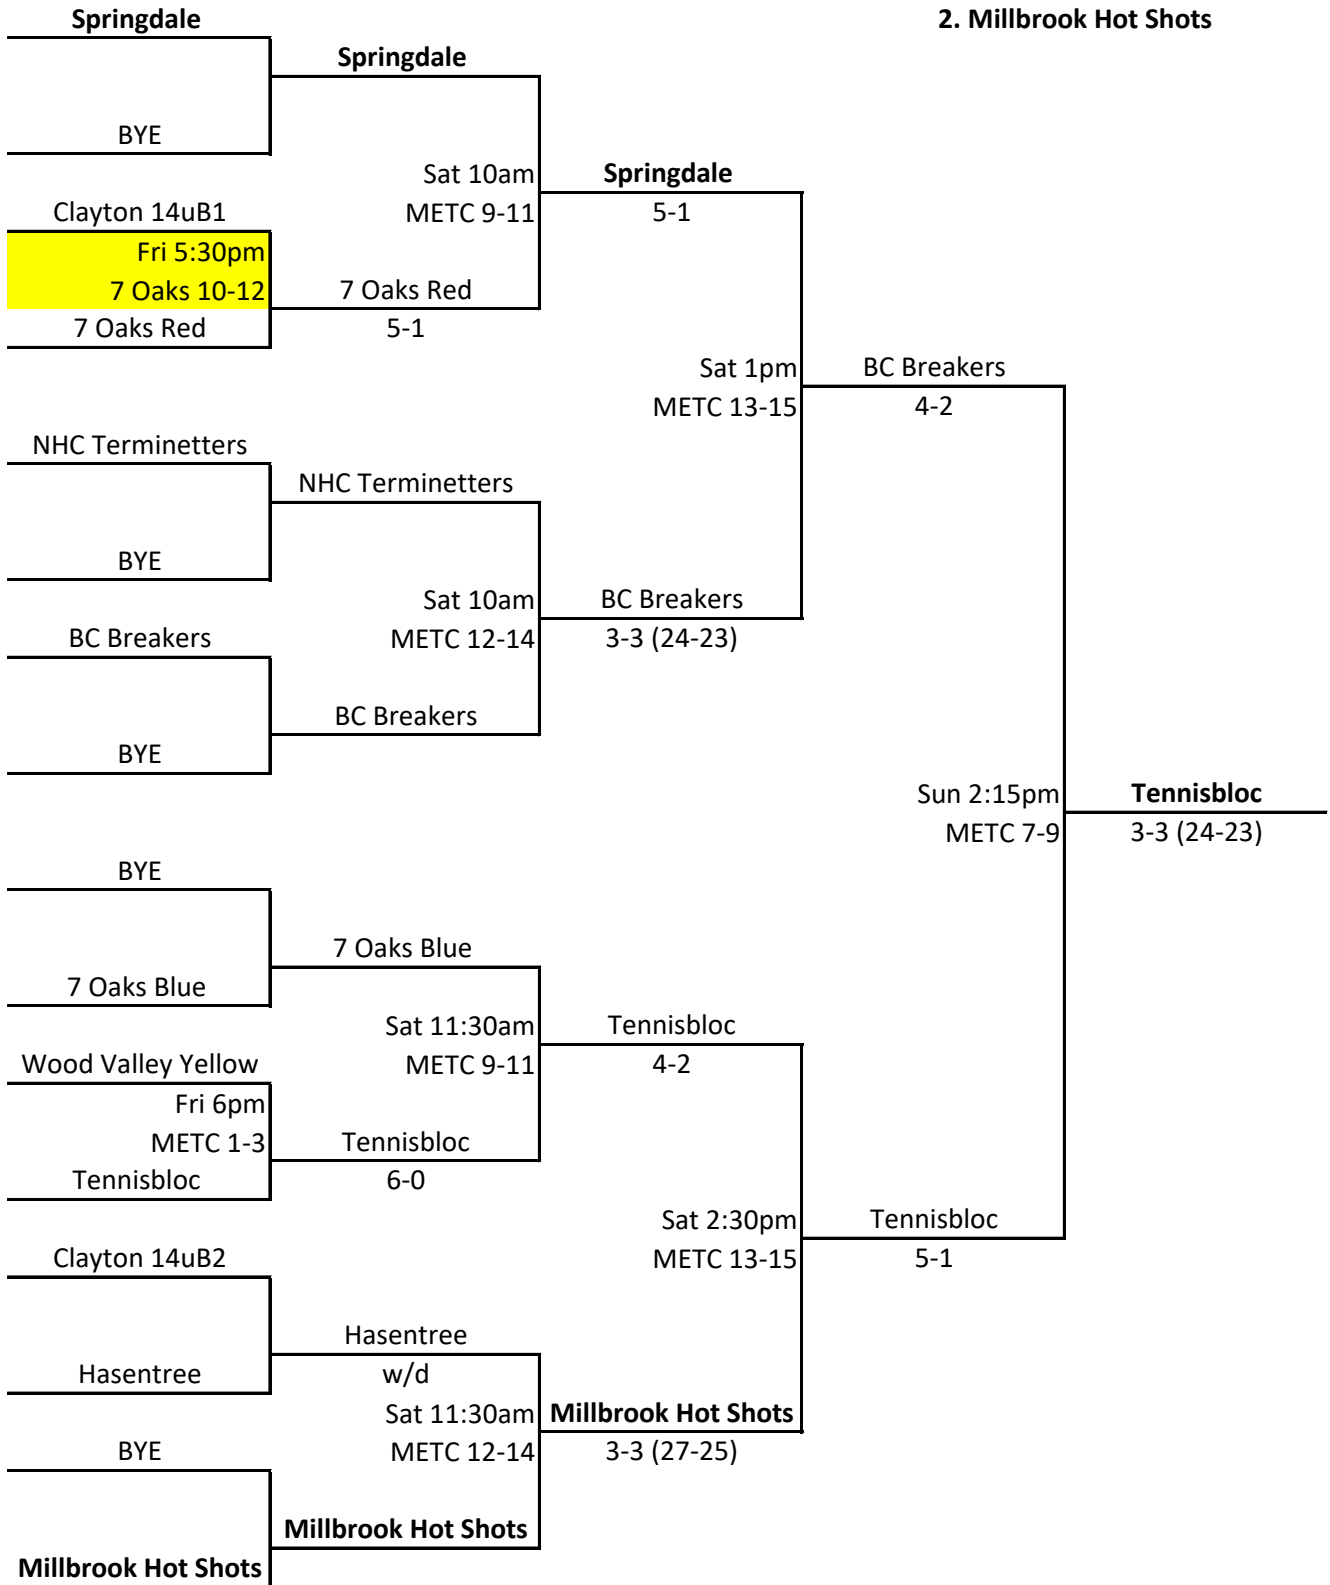 Springdale
2. Millbrook Hot Shots
Springdale
BYE
Sat 10am
Springdale
Clayton 14uB1
METC 9-11
5-1
Fri 5:30pm
7 Oaks 10-12
7 Oaks Red
7 Oaks Red
5-1
Sat 1pm
BC Breakers
METC 13-15
4-2
NHC Terminetters
NHC Terminetters
BYE
Sat 10am
BC Breakers
BC Breakers
METC 12-14
3-3 (24-23)
BC Breakers
BYE
Sun 2:15pm
Tennisbloc
METC 7-9
3-3 (24-23)
BYE
7 Oaks Blue
7 Oaks Blue
Sat 11:30am
Tennisbloc
Wood Valley Yellow
METC 9-11
4-2
Fri 6pm
METC 1-3
Tennisbloc
Tennisbloc
6-0
Sat 2:30pm
Tennisbloc
Clayton 14uB2
METC 13-15
5-1
Hasentree
Hasentree
w/d
Sat 11:30am
Millbrook Hot Shots
BYE
METC 12-14
3-3 (27-25)
Millbrook Hot Shots
Millbrook Hot Shots